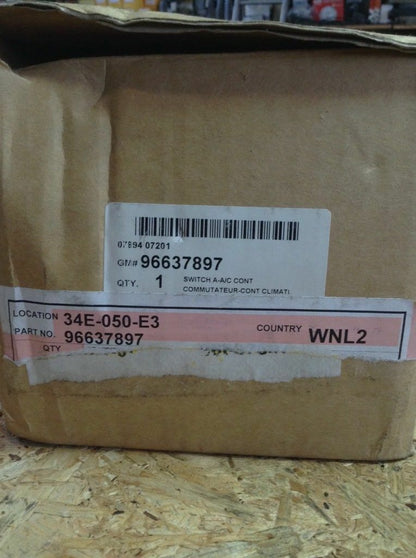 07894 07201
GM# 96637897
QTY. 1 SWITCH A-A/C CONT
COMMUTATEUR-CONT CLIMATI.
LOCATION 34E-050-E3
PART NO. 96637897
COUNTRY WNL2
QTY